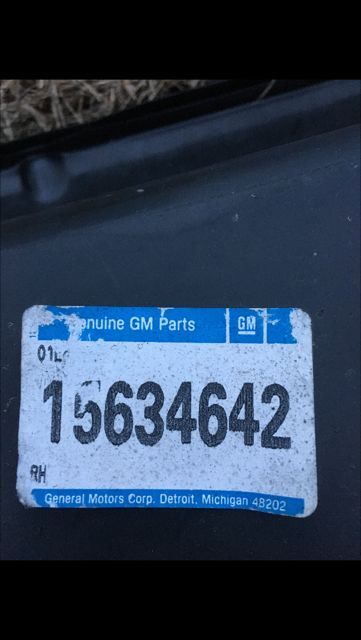 Genuine GM Parts GM
15634642
RH
General Motors Corp. Detroit, Michigan 48202